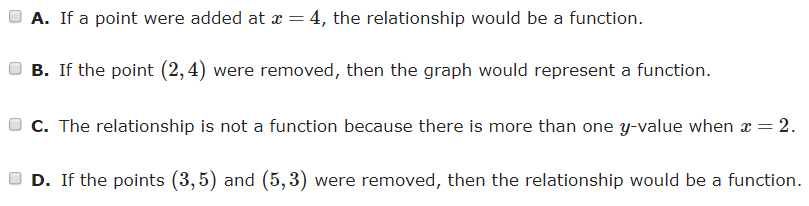 A. If a point were added at x = 4, the relationship would be a function.
B. If the point (2, 4) were removed, then the graph would represent a function.
C. The relationship is not a function because there is more than one y-value when x = 2.
D. If the points (3, 5) and (5, 3) were removed, then the relationship would be a function.